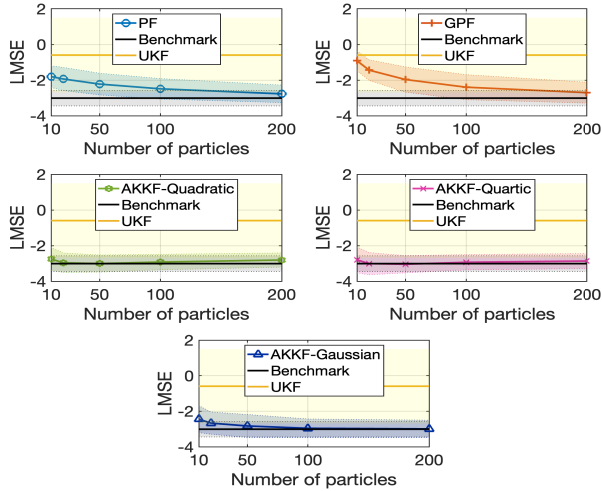 2
0
-2
-4
LMSE
PF
Benchmark
UKF
10 50 100 200
Number of particles
2
0
-2
-4
LMSE
GPF
Benchmark
UKF
10 50 100 200
Number of particles
2
0
-2
-4
LMSE
AKKF-Quadratic
Benchmark
UKF
10 50 100 200
Number of particles
2
0
-2
-4
LMSE
AKKF-Quartic
Benchmark
UKF
10 50 100 200
Number of particles
2
0
-2
-4
LMSE
AKKF-Gaussian
Benchmark
UKF
10 50 100 200
Number of particles